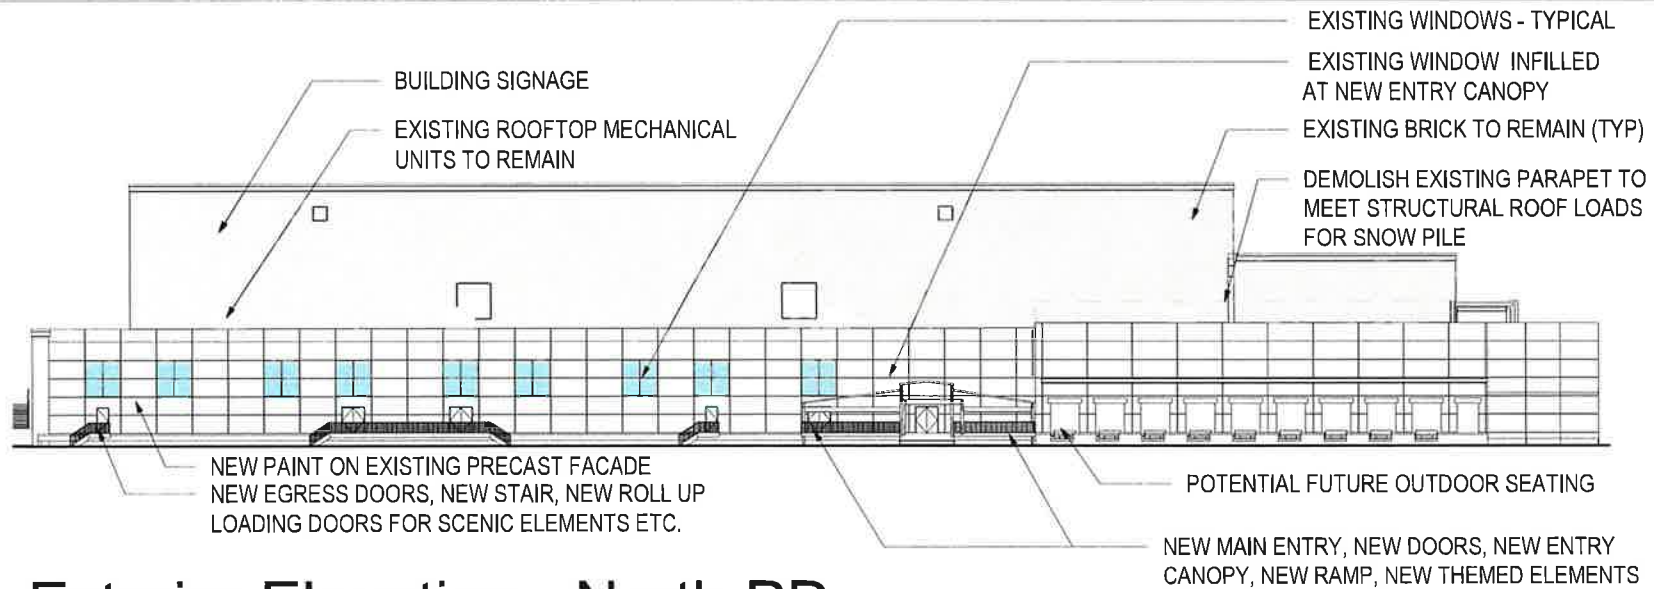 EXISTING WINDOWS - TYPICAL
EXISTING WINDOW INFILLED
AT NEW ENTRY CANOPY
BUILDING SIGNAGE
EXISTING ROOFTOP MECHANICAL
UNITS TO REMAIN
EXISTING BRICK TO REMAIN (TYP)
DEMOLISH EXISTING PARAPET TO
MEET STRUCTURAL ROOF LOADS
FOR SNOW PILE
NEW PAINT ON EXISTING PRECAST FACADE
NEW EGRESS DOORS, NEW STAIR, NEW ROLL UP
LOADING DOORS FOR SCENIC ELEMENTS ETC.
POTENTIAL FUTURE OUTDOOR SEATING
NEW MAIN ENTRY, NEW DOORS, NEW ENTRY
CANOPY, NEW RAMP, NEW THEMED ELEMENTS
Exterior Elevation - North